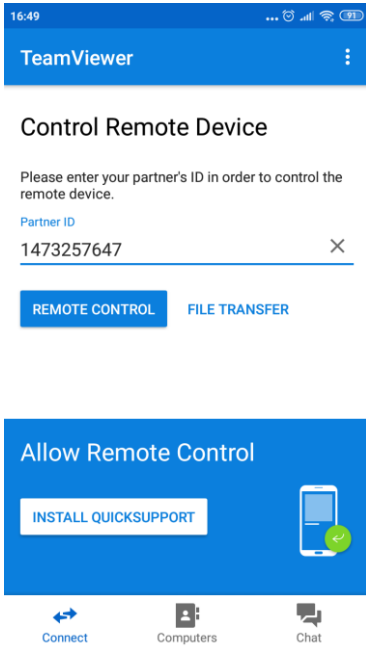 16:49
91
TeamViewer
Control Remote Device
Please enter your partner's ID in order to control the
remote device.
Partner ID
1473257647
REMOTE CONTROL
FILE TRANSFER
Allow Remote Control
INSTALL QUICKSUPPORT
Connect
Computers
Chat